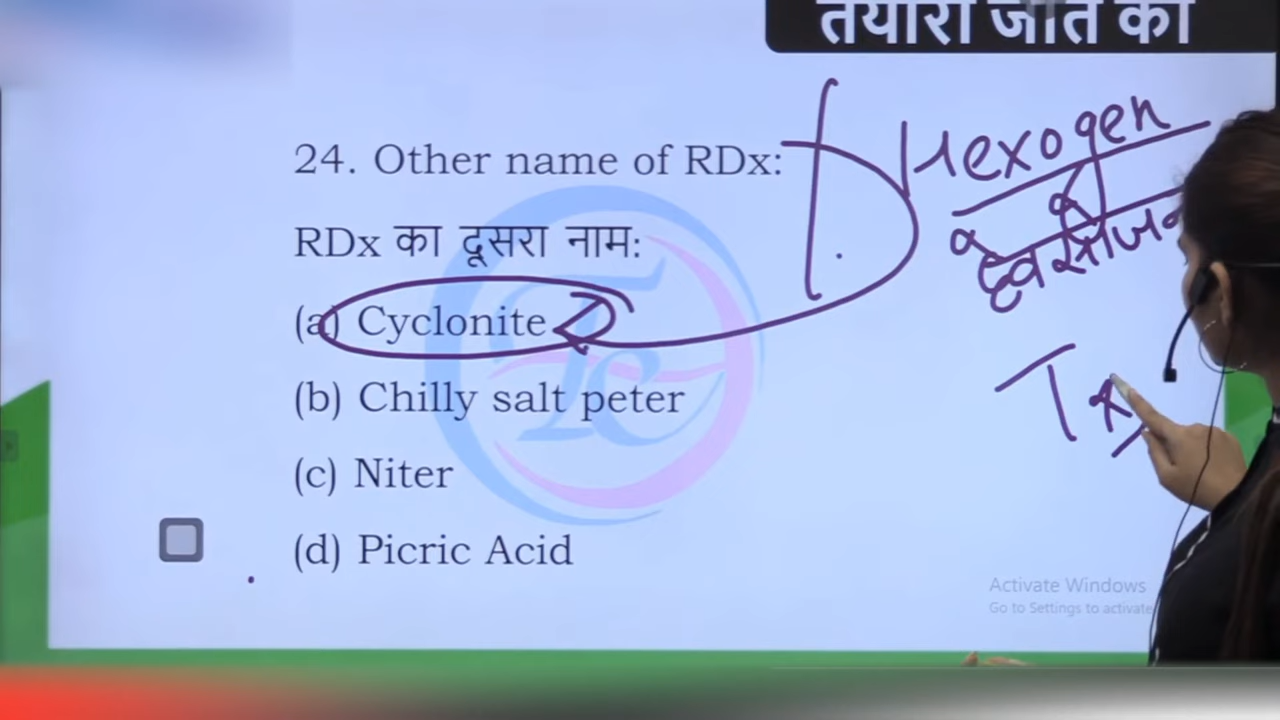 तैयारी जीत की
24. Other name of RDx:
Hexogen
RDx का दूसरा नाम:
(a) Cyclonite
(b) Chilly salt peter
(c) Niter
(d) Picric Acid
Activate Windows
Go to Settings to activate